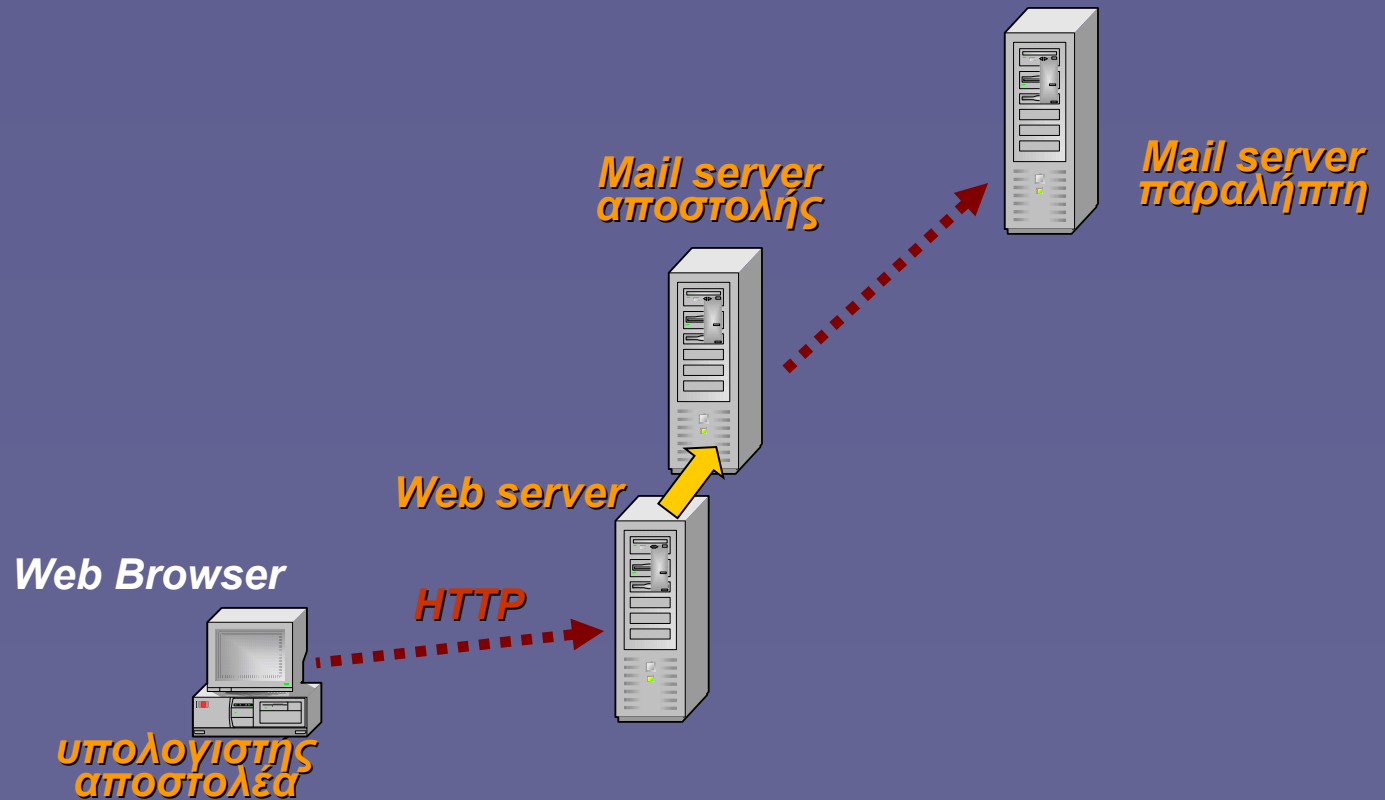 Mail server
αποστολής
Mail server
παραλήπτη
Web server
Web Browser
HTTP
υπολογιστής
αποστολέα